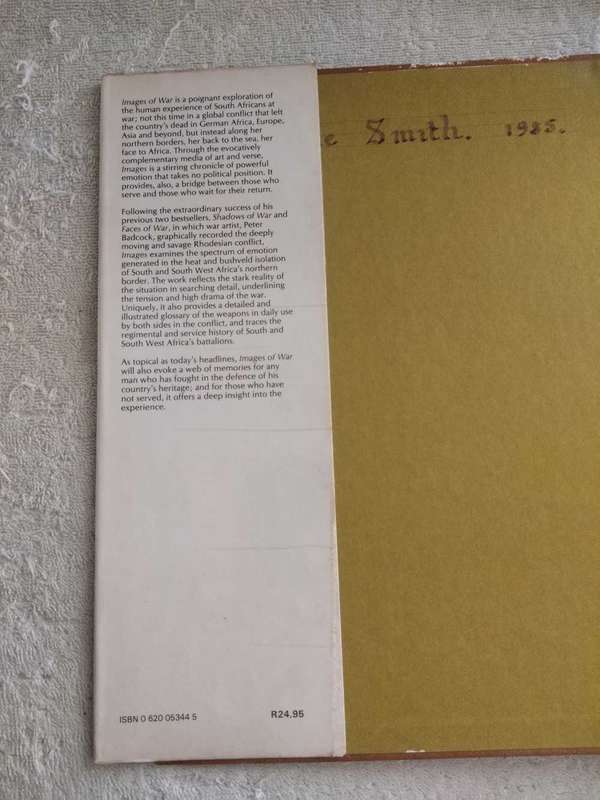 Images of War is a poignant exploration of
the human experience of South Africans at
war; not this time in a global conflict that left
the country's dead in German Africa, Europe,
Asia and beyond, but instead along her
northern borders, her back to the sea, her
face to Africa. Through the evocatively
complementary media of art and verse,
Images is a stirring chronicle of powerful
emotion that takes no political position. It
provides, also, a bridge between those who
serve and those who wait for their return.
Following the extraordinary success of his
previous two bestsellers, Shadows of War and
Faces of War, in which war artist, Peter
Badcock, graphically recorded the deeply
moving and savage Rhodesian conflict,
Images examines the spectrum of emotion
generated in the heat and bushveld isolation
of South and South West Africa's northern
border. The work reflects the stark reality of
the situation in searching detail, underlining
the tension and high drama of the war.
Uniquely, it also provides a detailed and
illustrated glossary of the weapons in daily use
by both sides in the conflict, and traces the
regimental and service history of South and
South West Africa's battalions.
As topical as today's headlines, Images of War
will also evoke a web of memories for any
man who has fought in the defence of his
country's heritage; and for those who have
not served, it offers a deep insight into the
experience.
ISBN 0 620 05344 5 R24,95
e Smith. 1985.